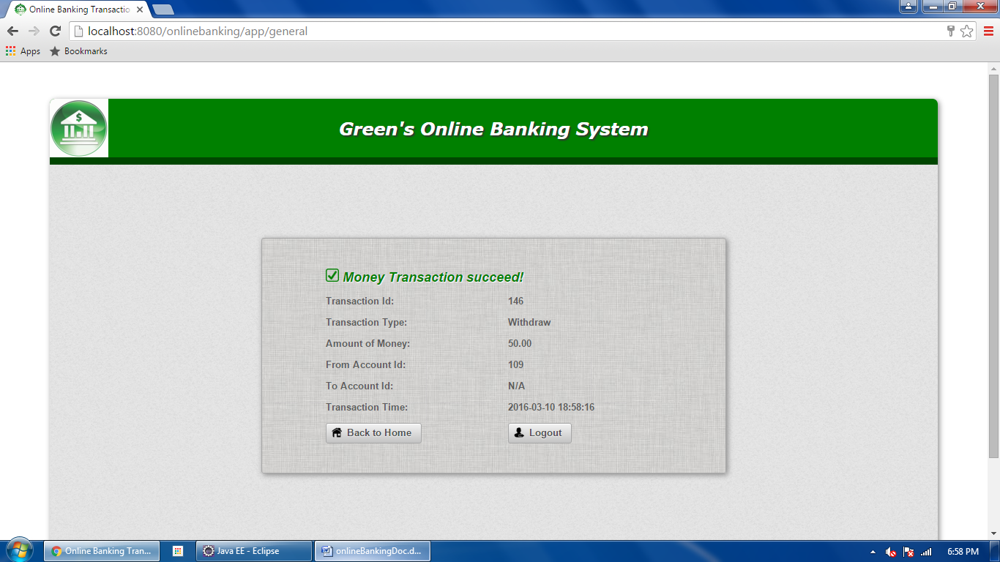 Online Banking Transactio
localhost:8080/onlinebanking/app/general
Apps Bookmarks
$
Green's Online Banking System
Money Transaction succeed!
Transaction Id: 146
Transaction Type: Withdraw
Amount of Money: 50.00
From Account Id: 109
To Account Id: N/A
Transaction Time: 2016-03-10 18:58:16
Back to Home Logout
Online Banking Tran... Java EE - Eclipse onlineBankingDoc.d... 6:58 PM